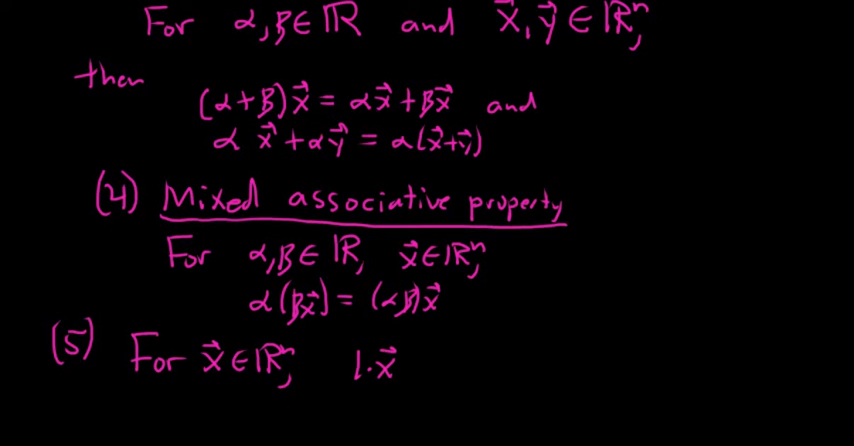 For α, β ∈ ℝ and x⃗, y⃗ ∈ ℝⁿ,
then
(α + β)x⃗ = αx⃗ + βx⃗ and
α x⃗ + αy⃗ = α(x⃗+y⃗)
(4) Mixed associative property
For α, β ∈ ℝ, x⃗ ∈ ℝⁿ,
α(βx⃗) = (αβ)x⃗
(5) For x⃗ ∈ ℝⁿ, 1·x⃗